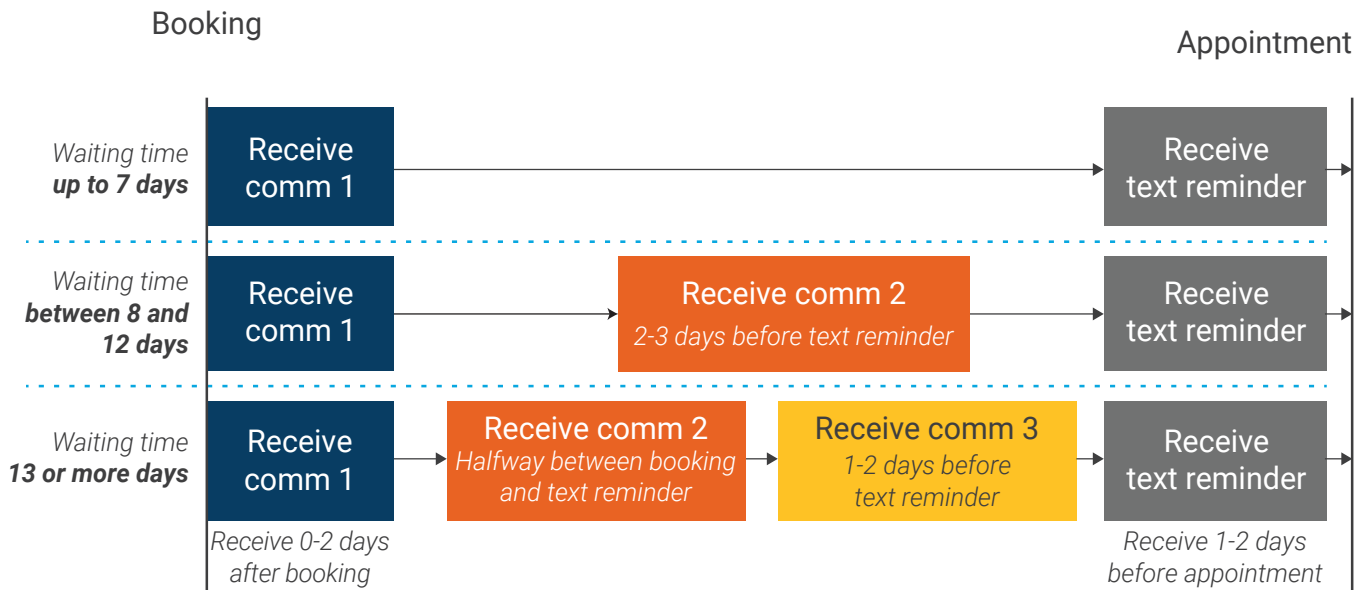 Booking
Appointment
Waiting time
up to 7 days
Receive
comm 1
Receive
text reminder
Waiting time
between 8 and
12 days
Receive
comm 1
Receive comm 2
2-3 days before text reminder
Receive
text reminder
Waiting time
13 or more days
Receive
comm 1
Receive comm 2
Halfway between booking
and text reminder
Receive comm 3
1-2 days before
text reminder
Receive
text reminder
Receive 0-2 days
after booking
Receive 1-2 days
before appointment